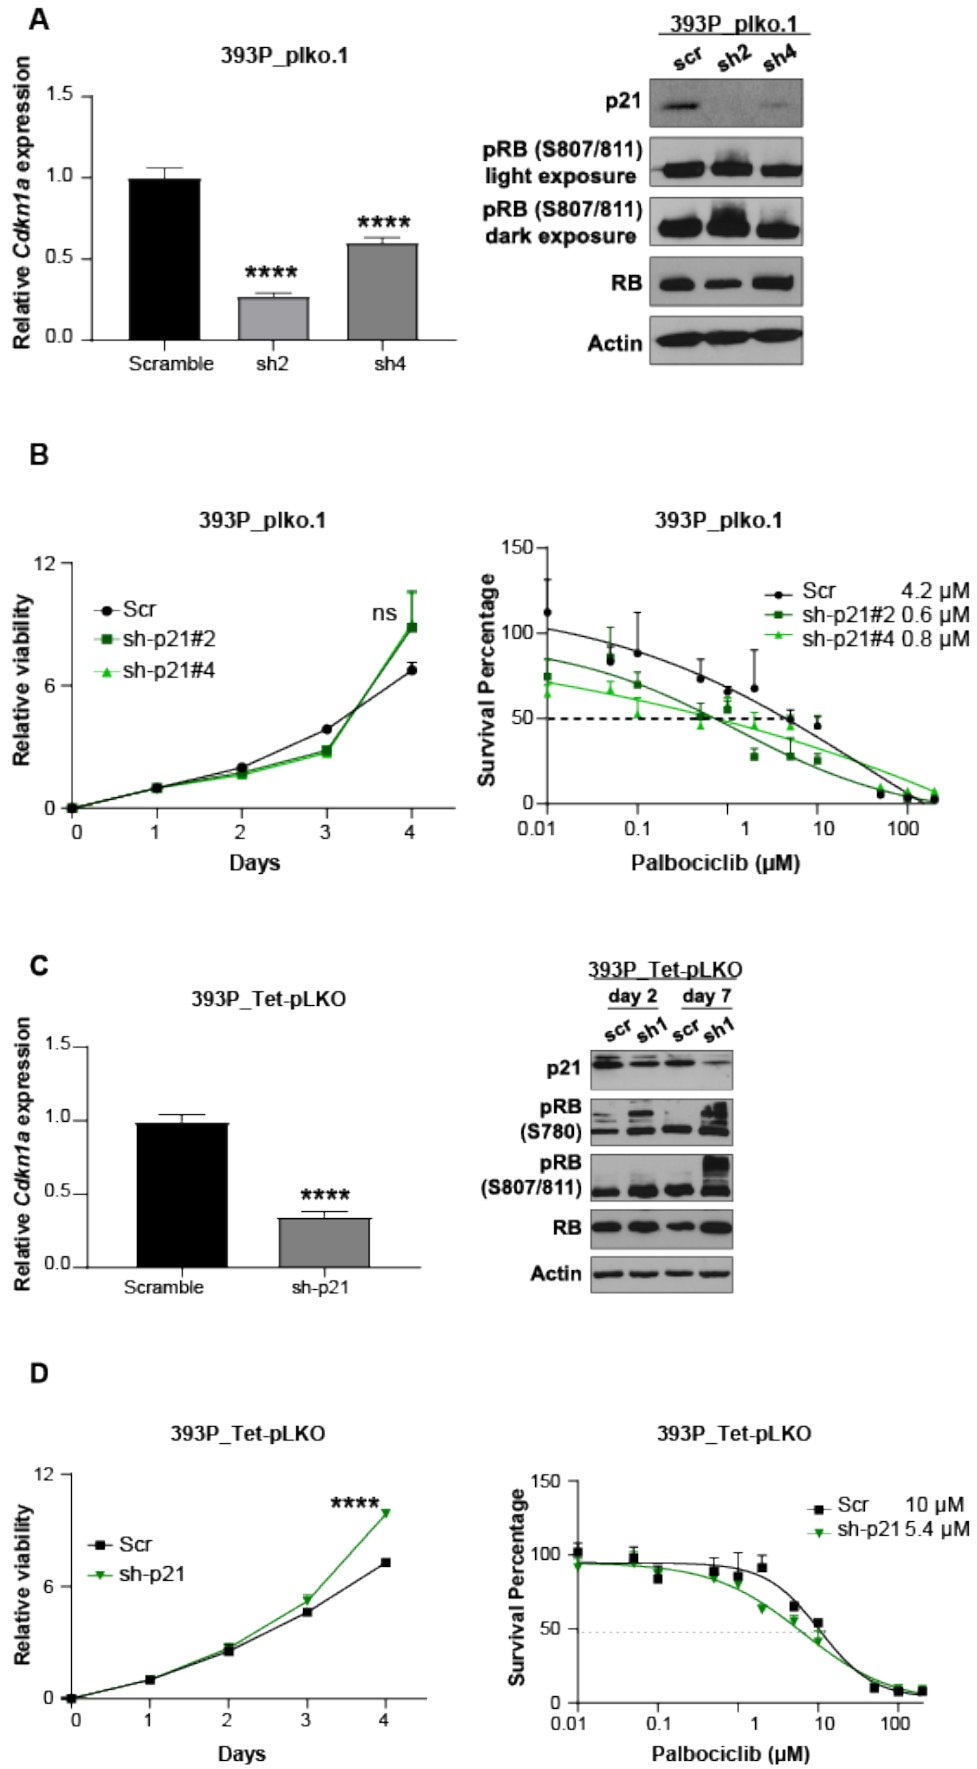 A
393P_plko.1
Relative Cdkn1a expression
1.5
1.0
0.5
0.0
****
****
Scramble sh2 sh4
393P_plko.1
scr sh2 sh4
p21
pRB (S807/811)
light exposure
pRB (S807/811)
dark exposure
RB
Actin
B
393P_plko.1
Relative viability
12
6
0
Scr
sh-p21#2
sh-p21#4
ns
0 1 2 3 4
Days
393P_plko.1
Survival Percentage
150
100
50
0
Scr 4.2 µM
sh-p21#2 0.6 µM
sh-p21#4 0.8 µM
0.01 0.1 1 10 100
Palbociclib (µM)
C
393P_Tet-pLKO
Relative Cdkn1a expression
1.5
1.0
0.5
0.0
****
Scramble sh-p21
393P_Tet-pLKO
day 2 day 7
scr sh1 scr sh1
p21
pRB
(S780)
pRB
(S807/811)
RB
Actin
D
393P_Tet-pLKO
Relative viability
12
6
0
Scr
sh-p21
****
0 1 2 3 4
Days
393P_Tet-pLKO
Survival Percentage
150
100
50
0
Scr 10 µM
sh-p21 5.4 µM
0.01 0.1 1 10 100
Palbociclib (µM)